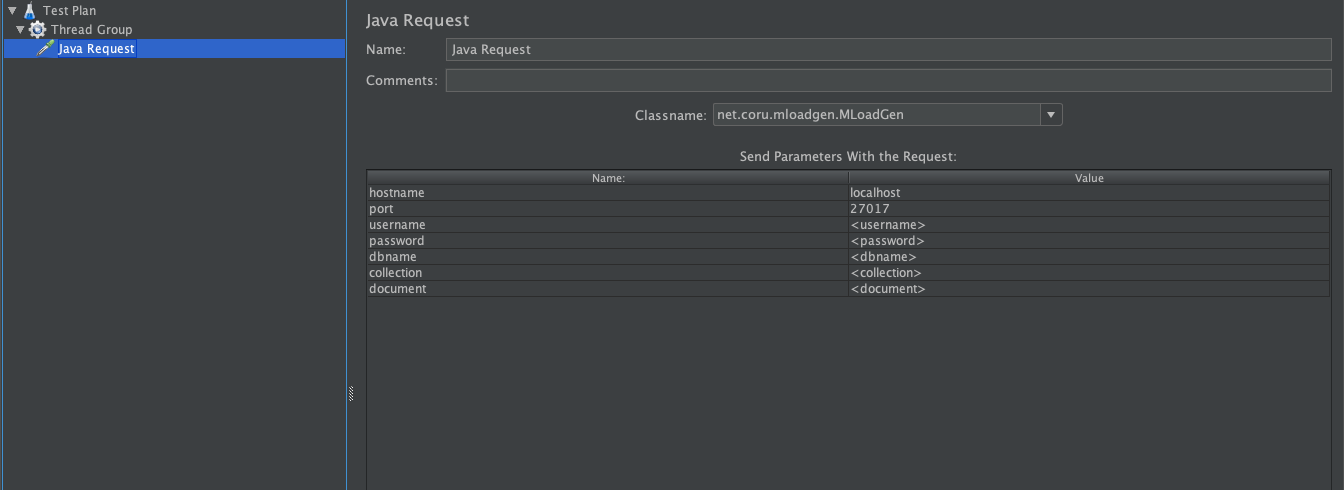 Test Plan
Thread Group
Java Request
Java Request
Name: Java Request
Comments:
Classname: net.coru.mloadgen.MLoadGen
Send Parameters With the Request:
Name: Value
hostname localhost
port 27017
username <username>
password <password>
dbname <dbname>
collection <collection>
document <document>